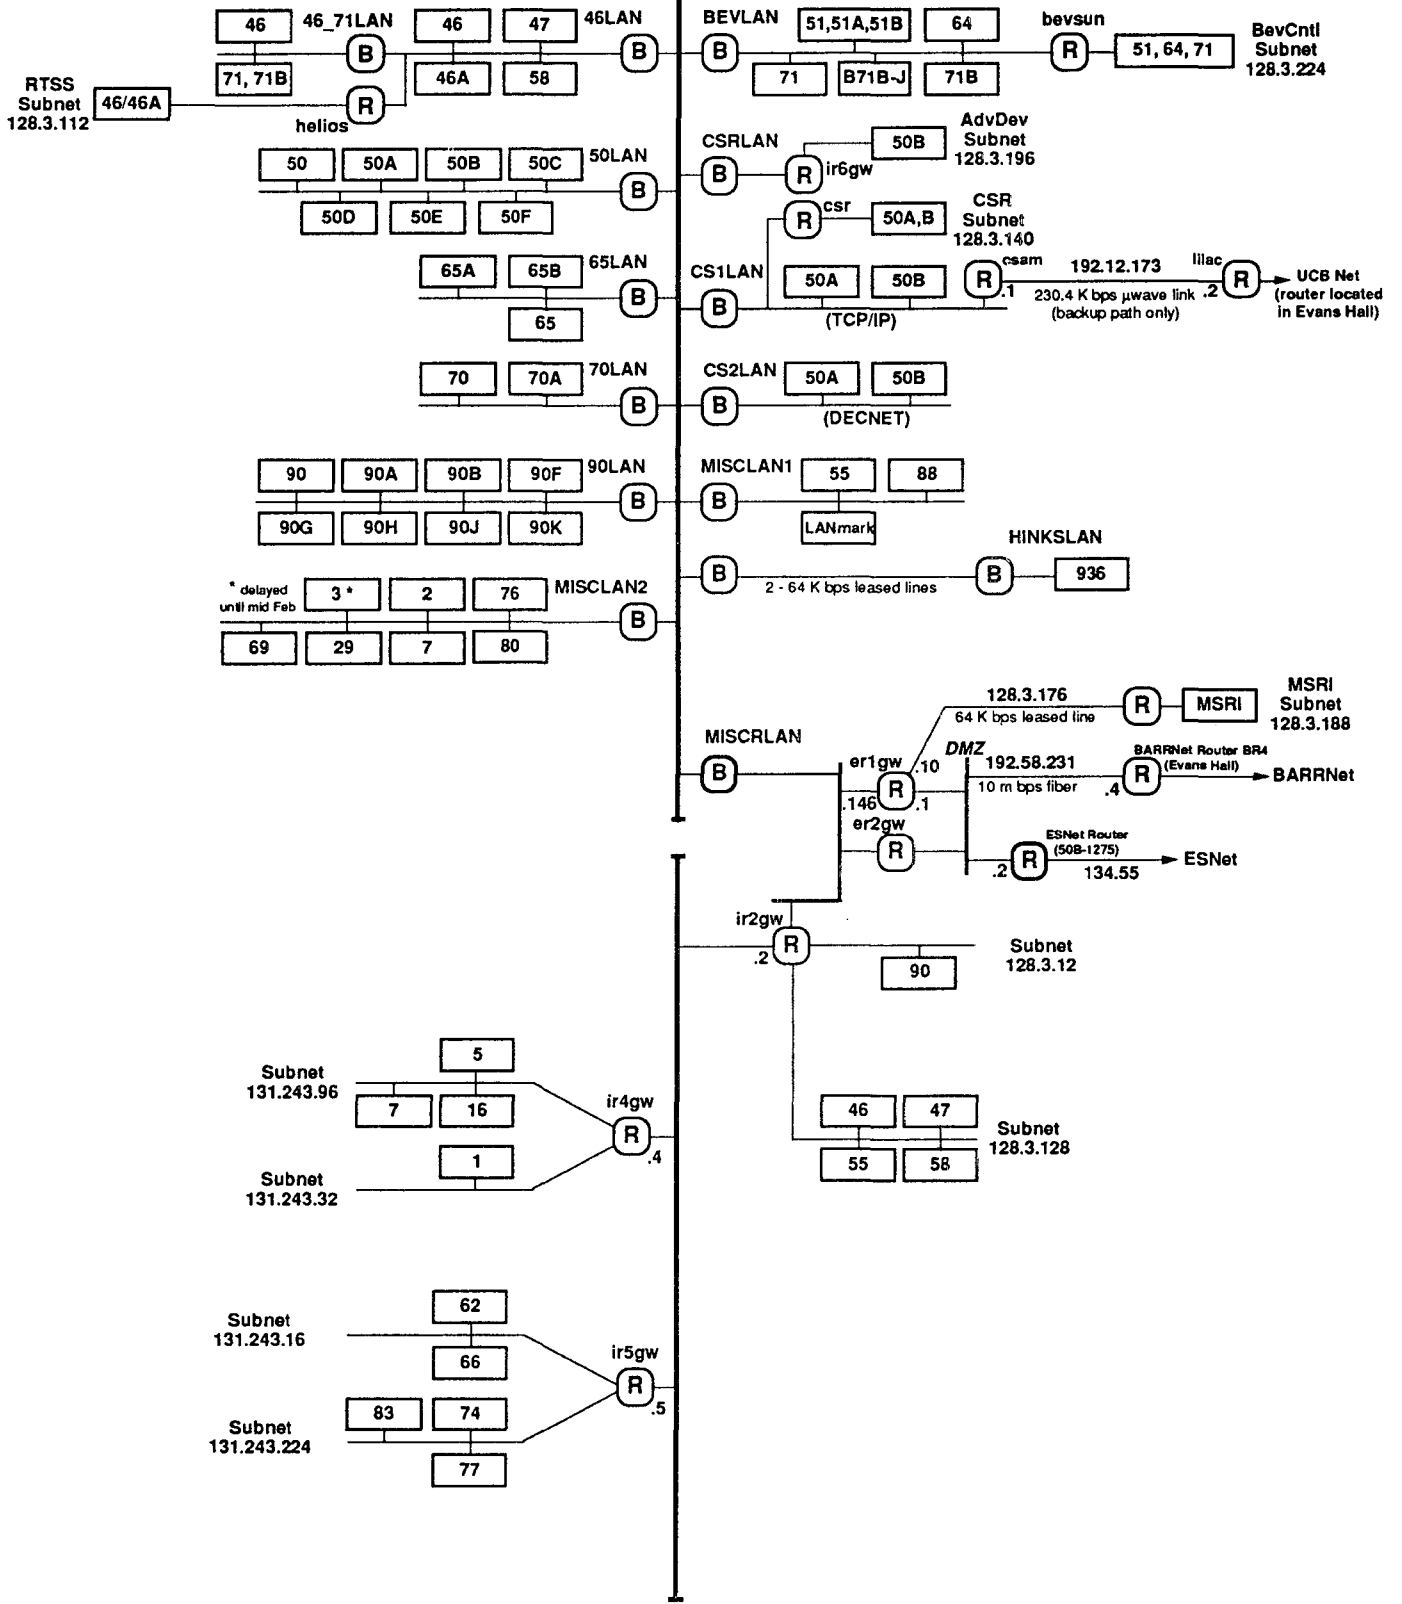 46
46_71LAN
46
47
46LAN
B
B
71, 71B
46A
58
RTSS
Subnet
128.3.112
46/46A
R
helios
BEVLAN
51,51A,51B
64
bevsun
B
R
51, 64, 71
BevCntl
Subnet
128.3.224
71
B71B-J
71B
50
50A
50B
50C
50LAN
B
50D
50E
50F
CSRLAN
B
R
ir6gw
50B
AdvDev
Subnet
128.3.196
R
csr
50A,B
CSR
Subnet
128.3.140
65A
65B
65LAN
B
65
CS1LAN
B
50A
50B
(TCP/IP)
R
csam
.1
192.12.173
230.4 K bps µwave link
(backup path only)
lilac
.2
R
UCB Net
(router located
in Evans Hall)
70
70A
70LAN
B
CS2LAN
B
50A
50B
(DECNET)
90
90A
90B
90F
90LAN
B
90G
90H
90J
90K
MISCLAN1
B
55
88
LANmark
B
2 - 64 K bps leased lines
B
HINKSLAN
936
* delayed
until mid Feb
3 *
2
76
MISCLAN2
B
69
29
7
80
128.3.176
64 K bps leased line
R
MSRI
MSRI
Subnet
128.3.188
MISCRLAN
B
er1gw
.10
R
.146
.1
DMZ
192.58.231
10 m bps fiber
.4
R
BARRNet Router BR4
(Evans Hall)
BARRNet
er2gw
R
.2
R
ESNet Router
(50B-1275)
134.55
ESNet
ir2gw
R
.2
90
Subnet
128.3.12
Subnet
131.243.96
5
7
16
ir4gw
R
.4
1
Subnet
131.243.32
46
47
55
58
Subnet
128.3.128
Subnet
131.243.16
62
66
ir5gw
R
.5
83
74
Subnet
131.243.224
77